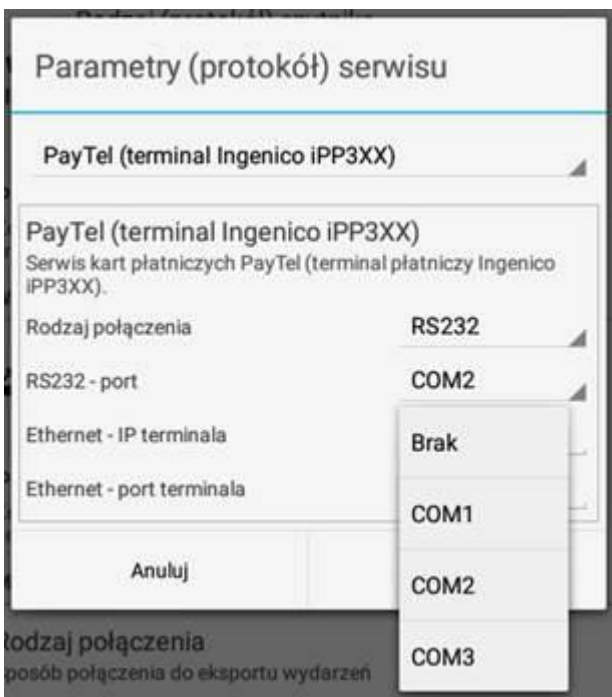 Parametry (protokół) serwisu
PayTel (terminal Ingenico iPP3XX)
PayTel (terminal Ingenico iPP3XX)
Serwis kart płatniczych PayTel (terminal płatniczy Ingenico
iPP3XX).
Rodzaj połączenia RS232
RS232 - port COM2
Ethernet - IP terminala
Brak
Ethernet - port terminala
COM1
Anuluj
COM2
COM3
Rodzaj połączenia
sposób połączenia do eksportu wydarzeń